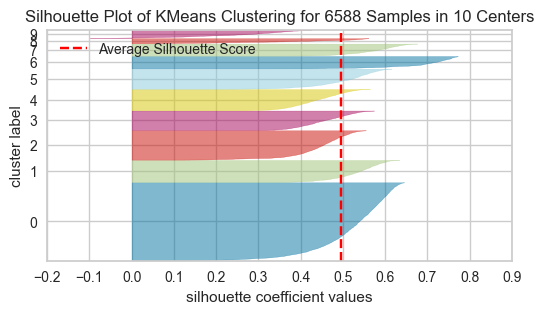 Silhouette Plot of KMeans Clustering for 6588 Samples in 10 Centers
Average Silhouette Score
9
8
7
6
5
4
3
2
1
0
cluster label
-0.2 -0.1 0.0 0.1 0.2 0.3 0.4 0.5 0.6 0.7 0.8 0.9
silhouette coefficient values